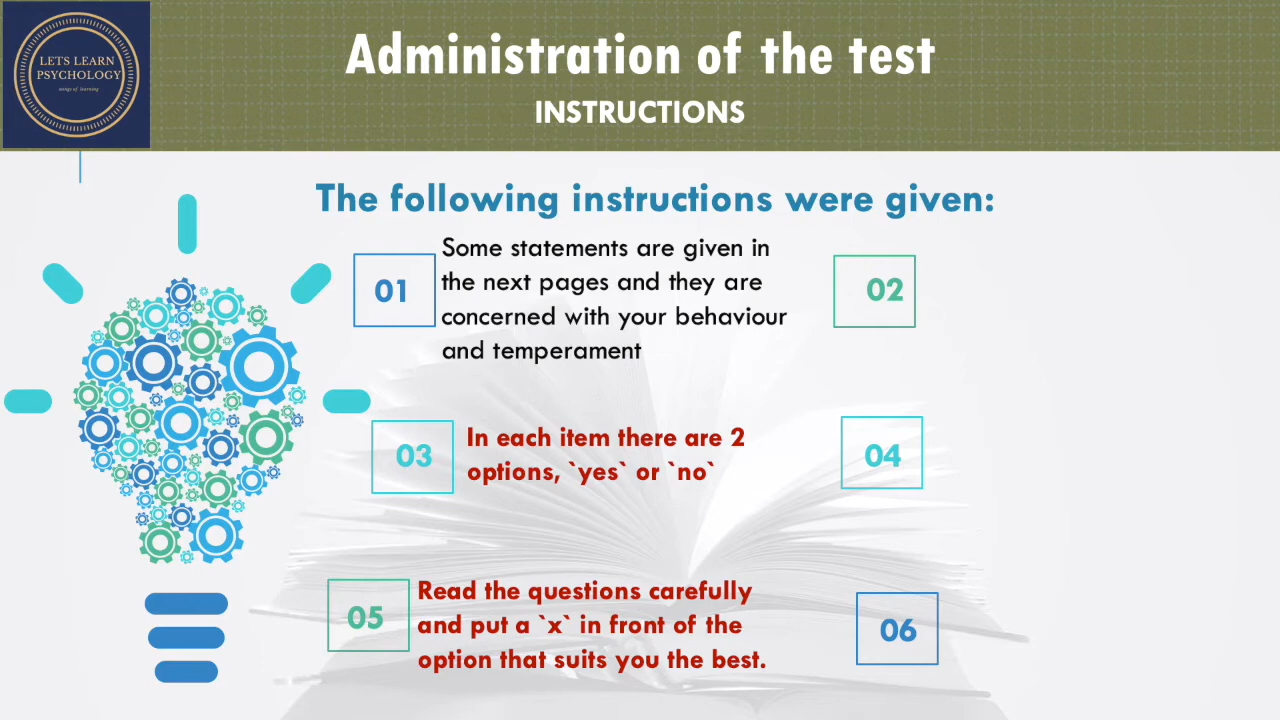 LETS LEARN
PSYCHOLOGY
wings of learning
Administration of the test
INSTRUCTIONS
The following instructions were given:
01
Some statements are given in
the next pages and they are
concerned with your behaviour
and temperament
02
03
In each item there are 2
options, `yes` or `no`
04
05
Read the questions carefully
and put a `x` in front of the
option that suits you the best.
06